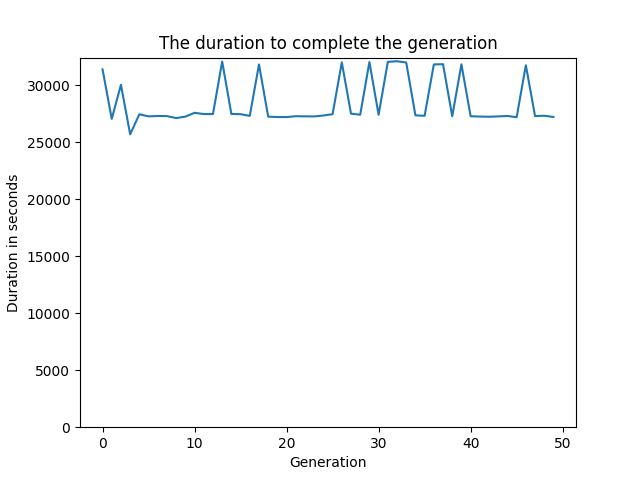 The duration to complete the generation
30000
25000
20000
15000
10000
5000
0
Duration in seconds
0 10 20 30 40 50
Generation